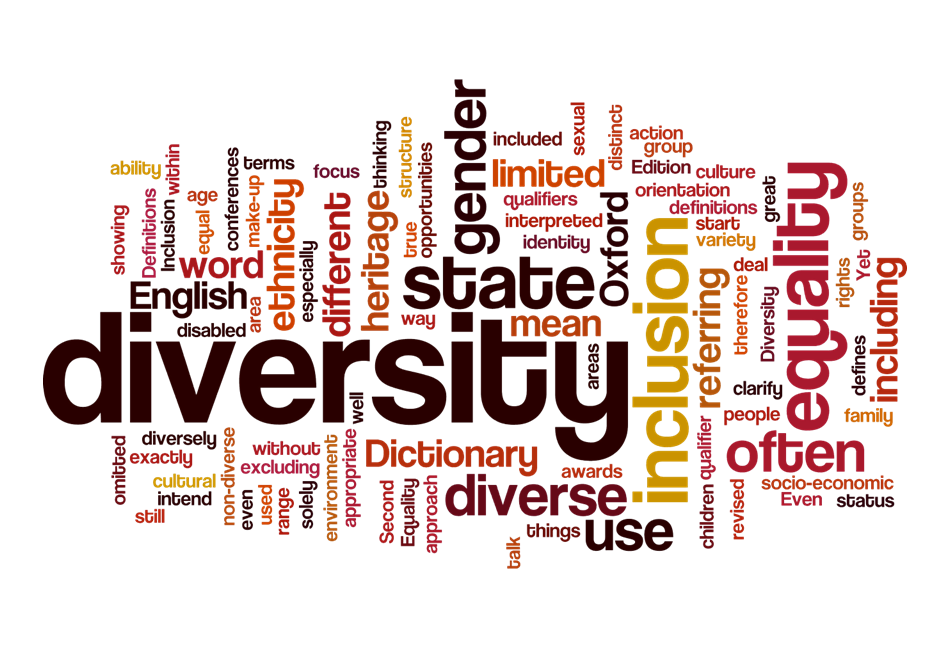 gender
included
sexual
distinct
action
group
Edition
culture
limited
qualifiers
orientation
definitions
interpreted
identity
start
variety
great
equality
groups
Yet
rights
deal
therefore
Diversity
including
defines
ability
within
Definitions
showing
Inclusion
age
equal
conferences
terms
make-up
ethnicity
focus
thinking
structure
opportunities
true
heritage
different
especially
word
English
disabled
area
way
state
Oxford
mean
inclusion
referring
diversity
areas
well
clarify
people
family
often
socio-economic
Even
status
qualifier
children
revised
diversely
exactly
omitted
cultural
intend
still
non-diverse
even
used
range
solely
without
excluding
environment
appropriate
Dictionary
Second
Equality
approach
awards
diverse
things
use
talk